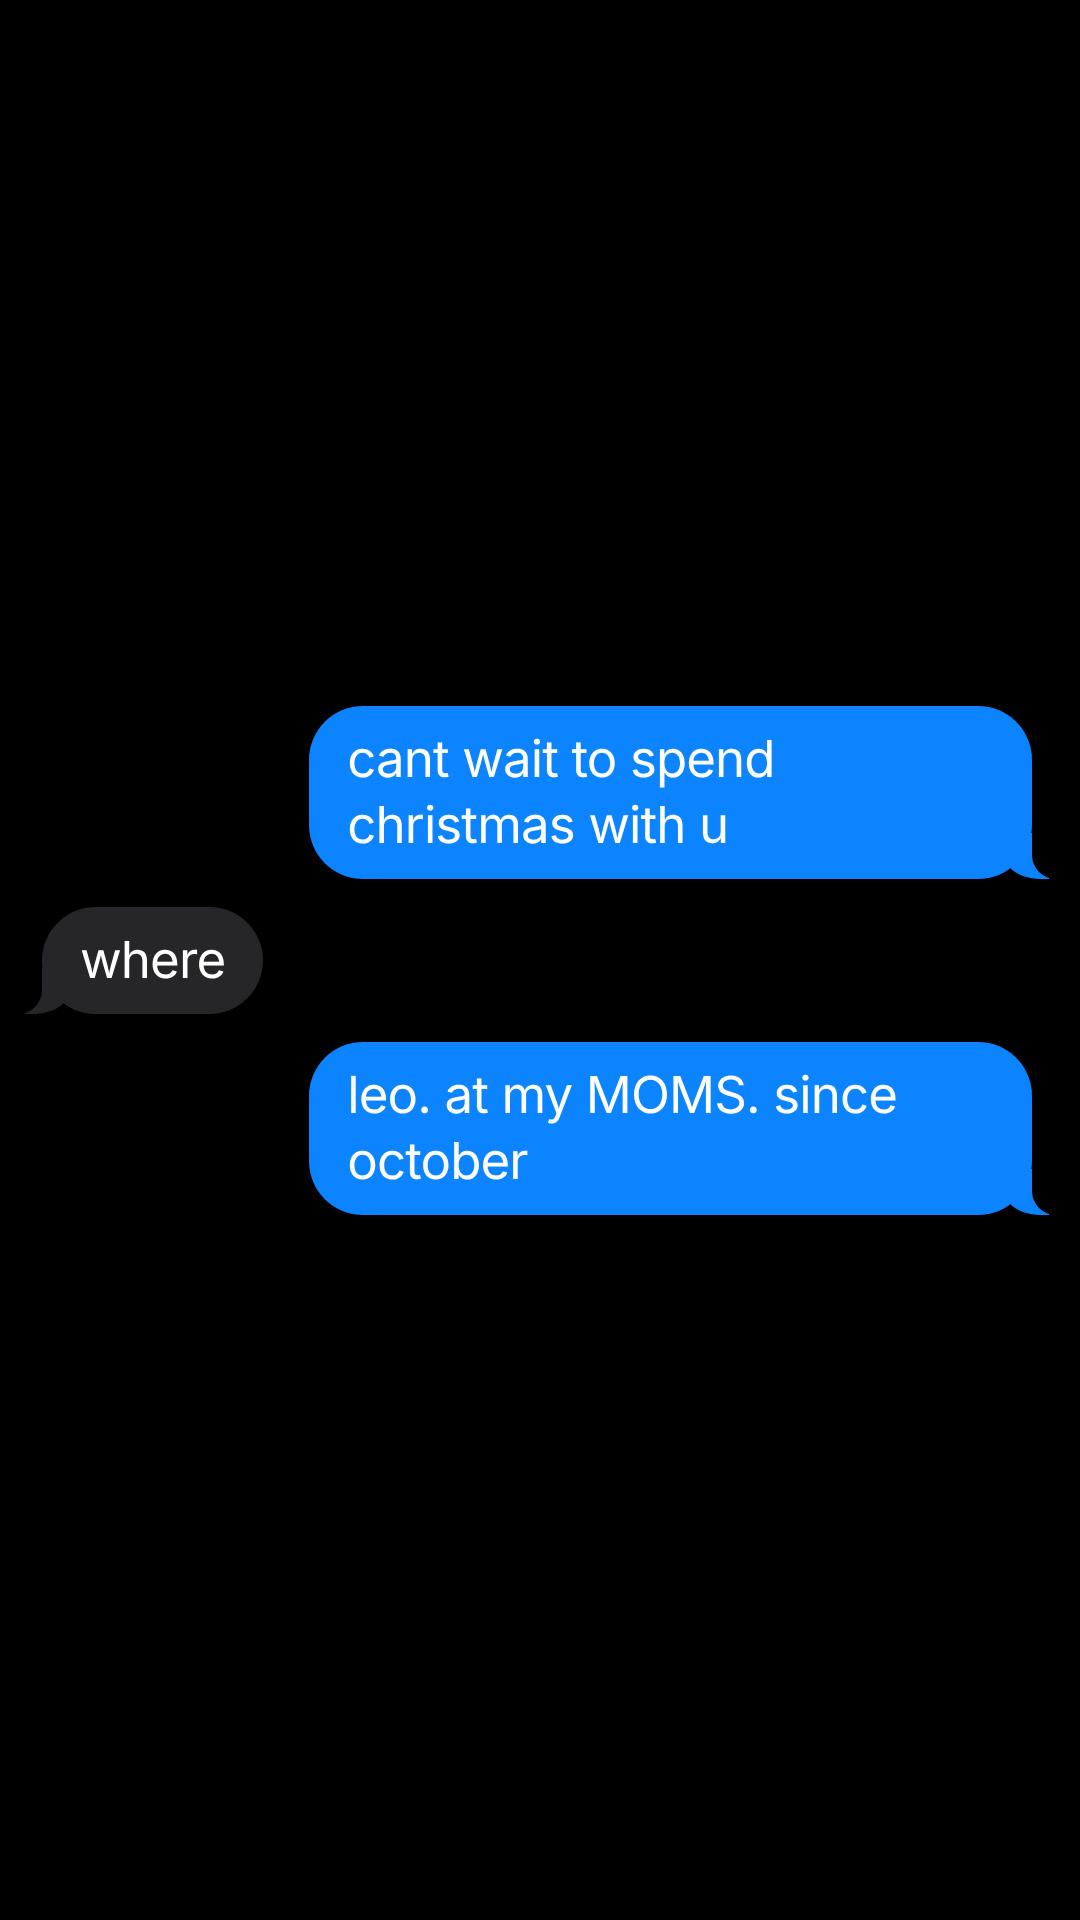 cant wait to spend
christmas with u
where
leo. at my MOMS. since
october